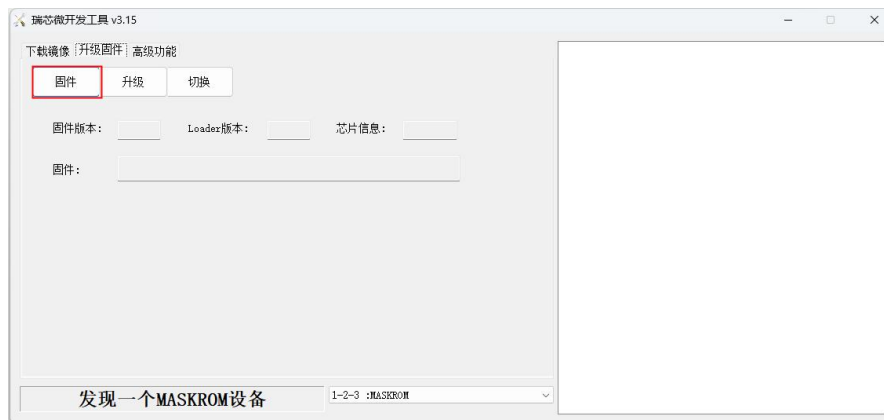 瑞芯微开发工具 v3.15
下载镜像 升级固件 高级功能
固件 升级 切换
固件版本: Loader版本: 芯片信息:
固件:
发现一个MASKROM设备 1-2-3 :MASKROM